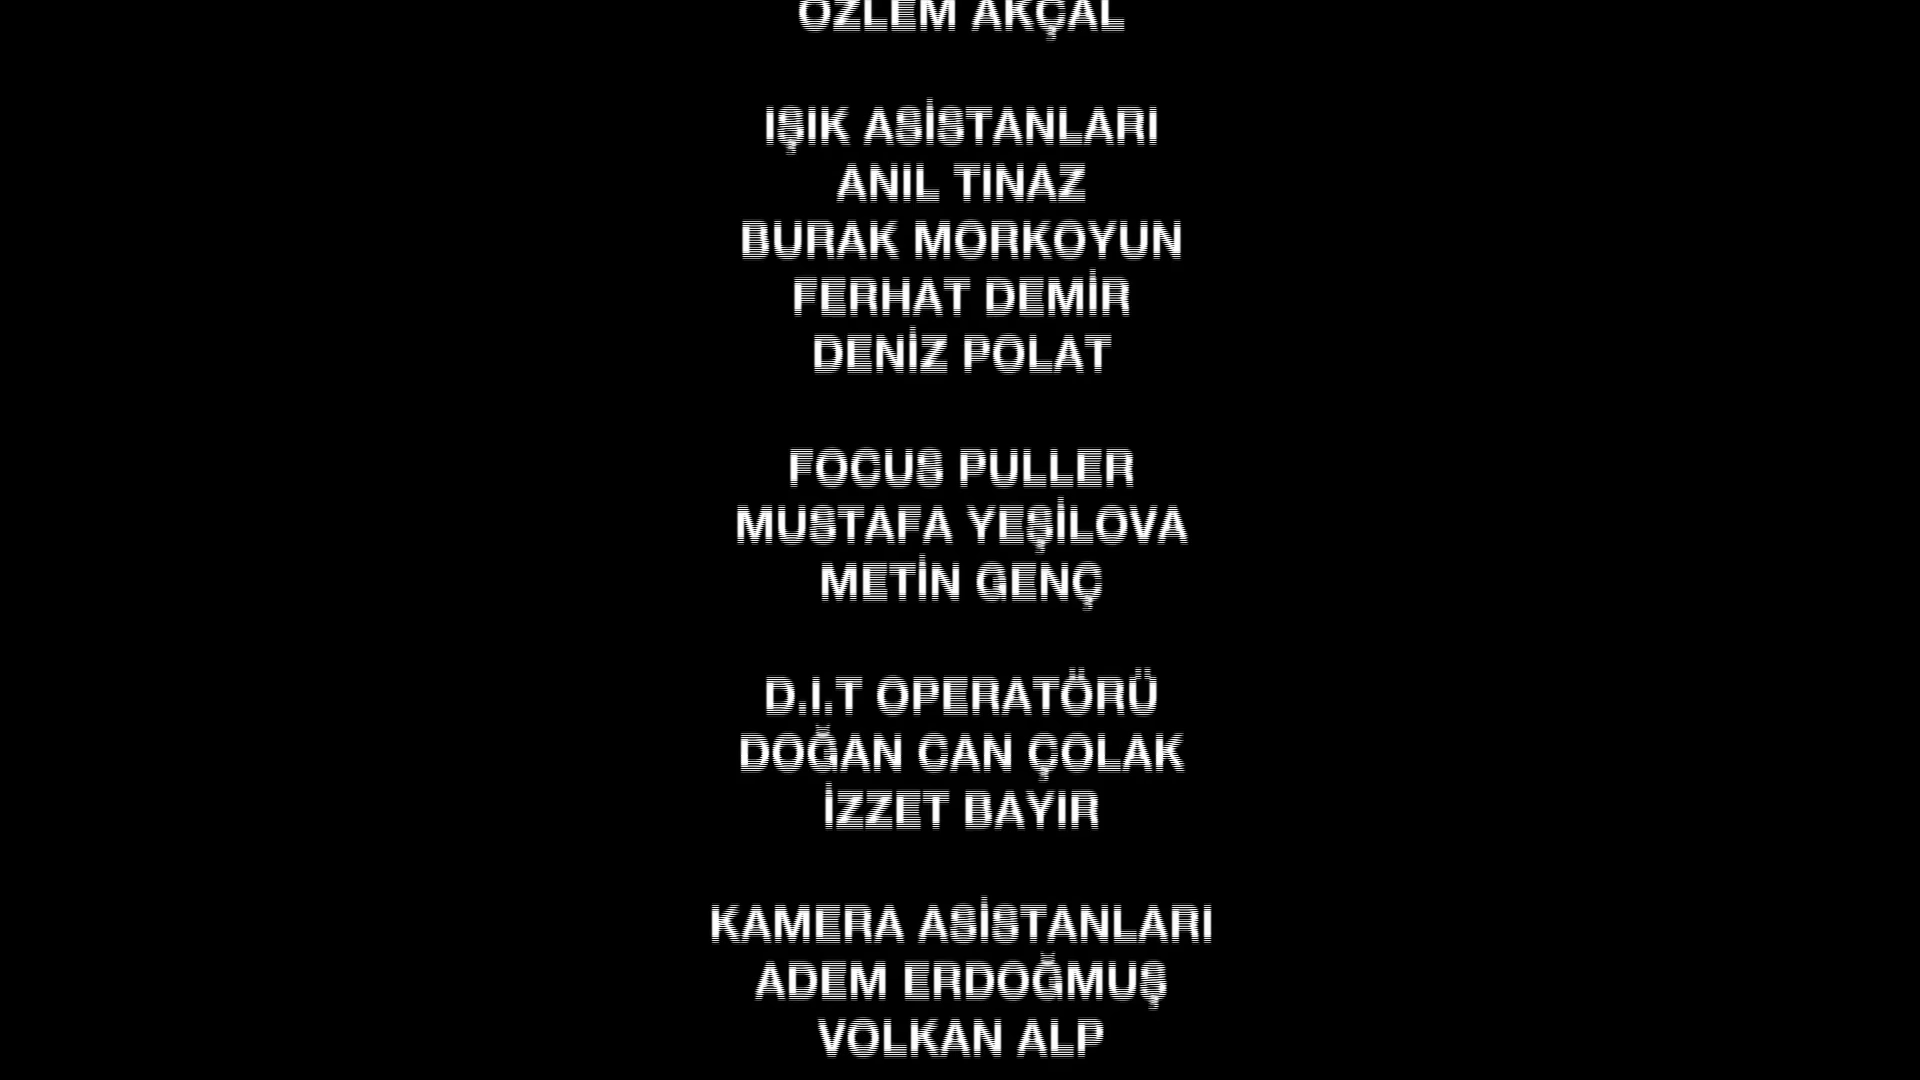 ÖZLEM AKÇAL
IŞIK ASİSTANLARI
ANIL TINAZ
BURAK MORKOYUN
FERHAT DEMİR
DENİZ POLAT
FOCUS PULLER
MUSTAFA YEŞİLOVA
METİN GENÇ
D.I.T OPERATÖRÜ
DOĞAN CAN ÇOLAK
İZZET BAYIR
KAMERA ASİSTANLARI
ADEM ERDOĞMUŞ
VOLKAN ALP